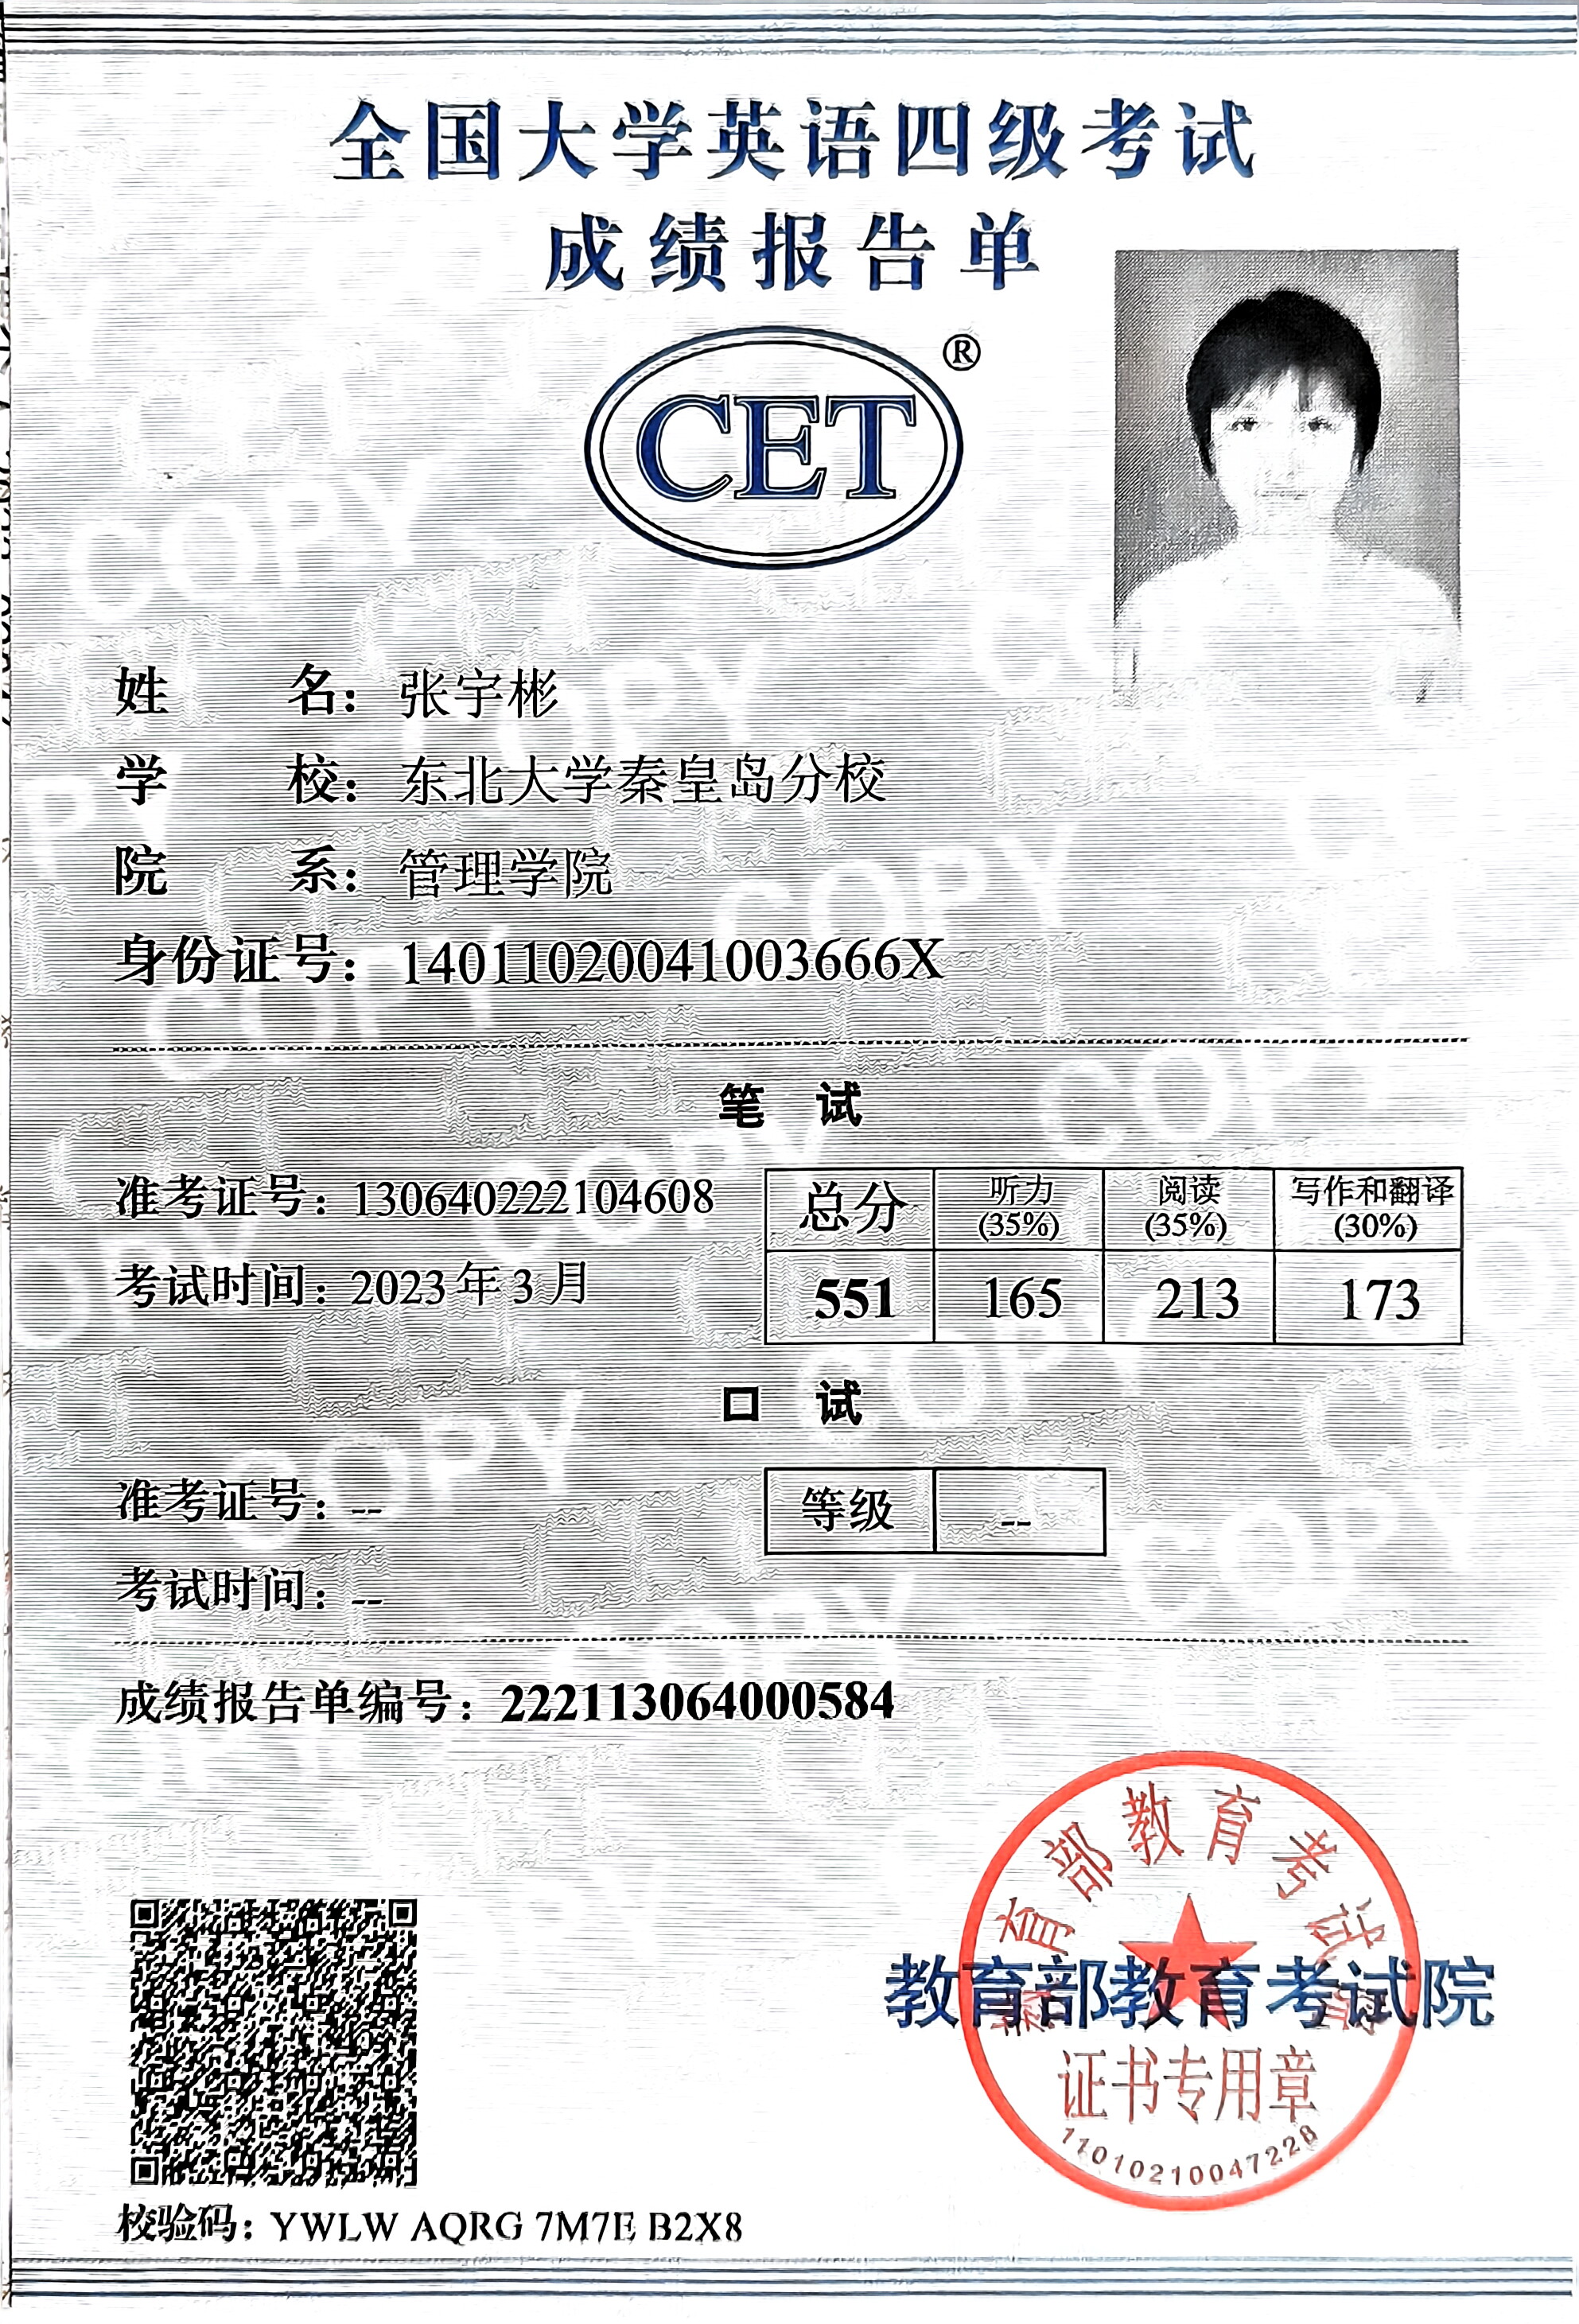 全国大学英语四级考试
成绩报告单
CET®
姓名：张宇彬
学校：东北大学秦皇岛分校
院系：管理学院
身份证号：14011020041003666X
笔试
准考证号：130640222104608
考试时间：2023年3月
总分 听力(35%) 阅读(35%) 写作和翻译(30%)
551 165 213 173
口试
准考证号：--
等级 --
考试时间：--
成绩报告单编号：222113064000584
教育部教育考试院
教育部教育考试院
证书专用章
11010210047228
校验码：YWLW AQRG 7M7E B2X8
COPY